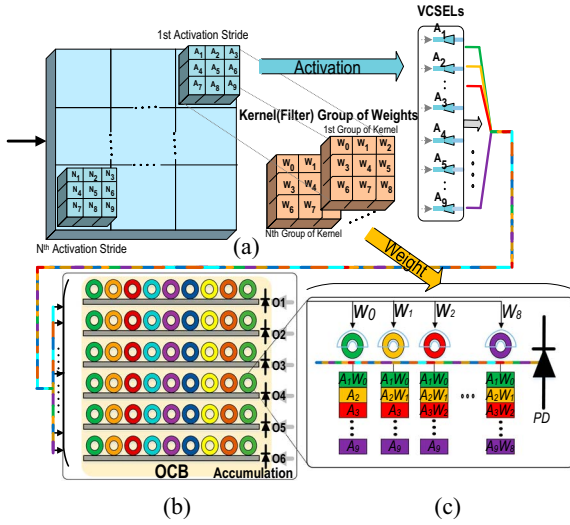 1st Activation Stride
A1 A2 A3
A4 A5 A6
A7 A8 A9
Activation
VCSELs
A1
A2
A3
A4
A5
A9
Kernel(Filter) Group of Weights
1st Group of Kernel
W0 W1 W2
W3 W4 W5
W6 W7 W8
W0 W1
W3 W4
W6 W7
Nth Group of Kernel
N1 N2 N3
N4 N5 N6
N7 N8 N9
Nth Activation Stride
(a)
Weight
O1
O2
O3
O4
O5
O6
OCB
Accumulation
(b)
W0 W1 W2 W8
A1W0 A1W0 A1W0 A1W0
A2 A2W1 A2W1 A2W1
A3 A3 A3W2 A3W2
A9 A9 A9 A9W8
PD
(c)